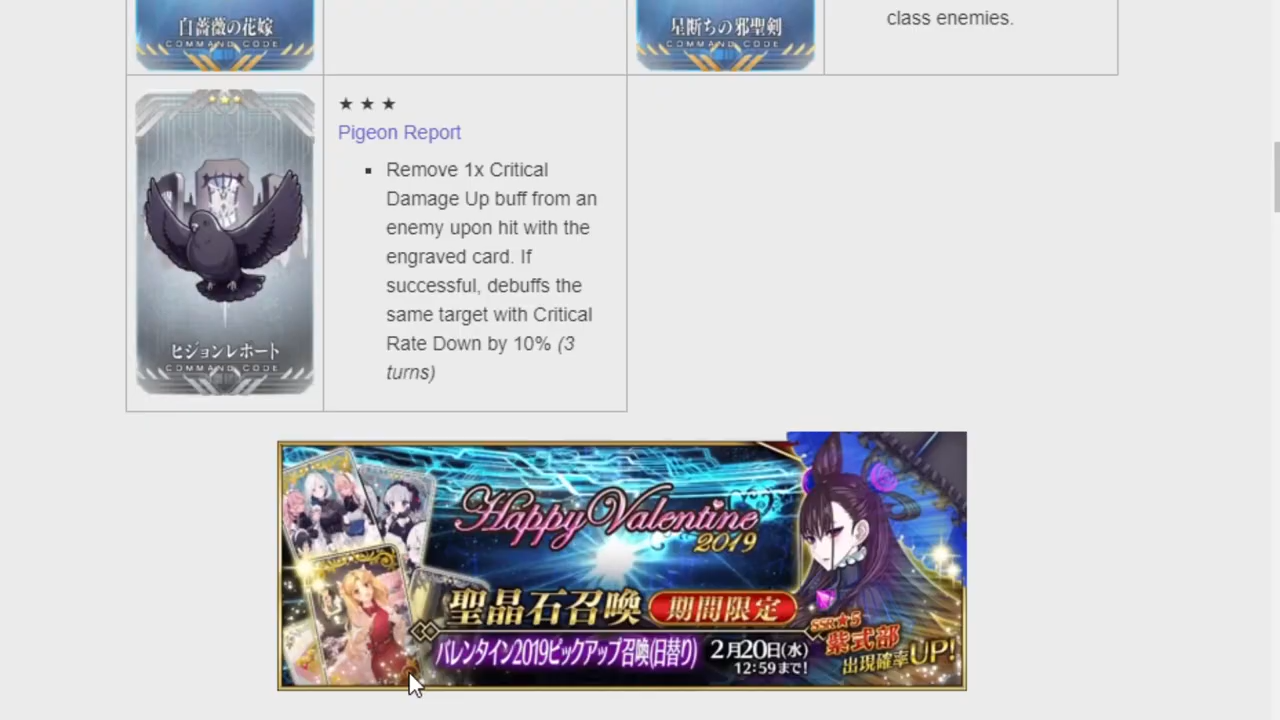 白薔薇の花嫁
COMMAND CODE
星断ちの邪聖剣
COMMAND CODE
class enemies.
ピジョンレポート
COMMAND CODE
★ ★ ★
Pigeon Report
▪ Remove 1x Critical
Damage Up buff from an
enemy upon hit with the
engraved card. If
successful, debuffs the
same target with Critical
Rate Down by 10% (3
turns)
Happy Valentine
2019
聖晶石召喚 期間限定
バレンタイン2019ピックアップ召喚(日替り)
2月20日(水)
12:59まで!
SSR★5
紫式部
出現確率UP!